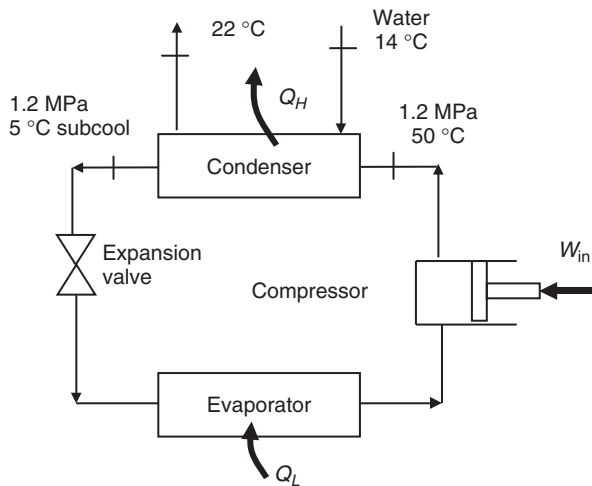 22 °C
Water
14 °C
Q_H
1.2 MPa
5 °C subcool
1.2 MPa
50 °C
Condenser
Expansion
valve
Compressor
W_in
Evaporator
Q_L